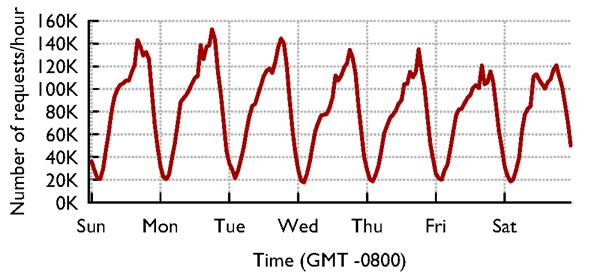 Number of requests/hour
160K
140K
120K
100K
80K
60K
40K
20K
0K
Sun Mon Tue Wed Thu Fri Sat
Time (GMT -0800)